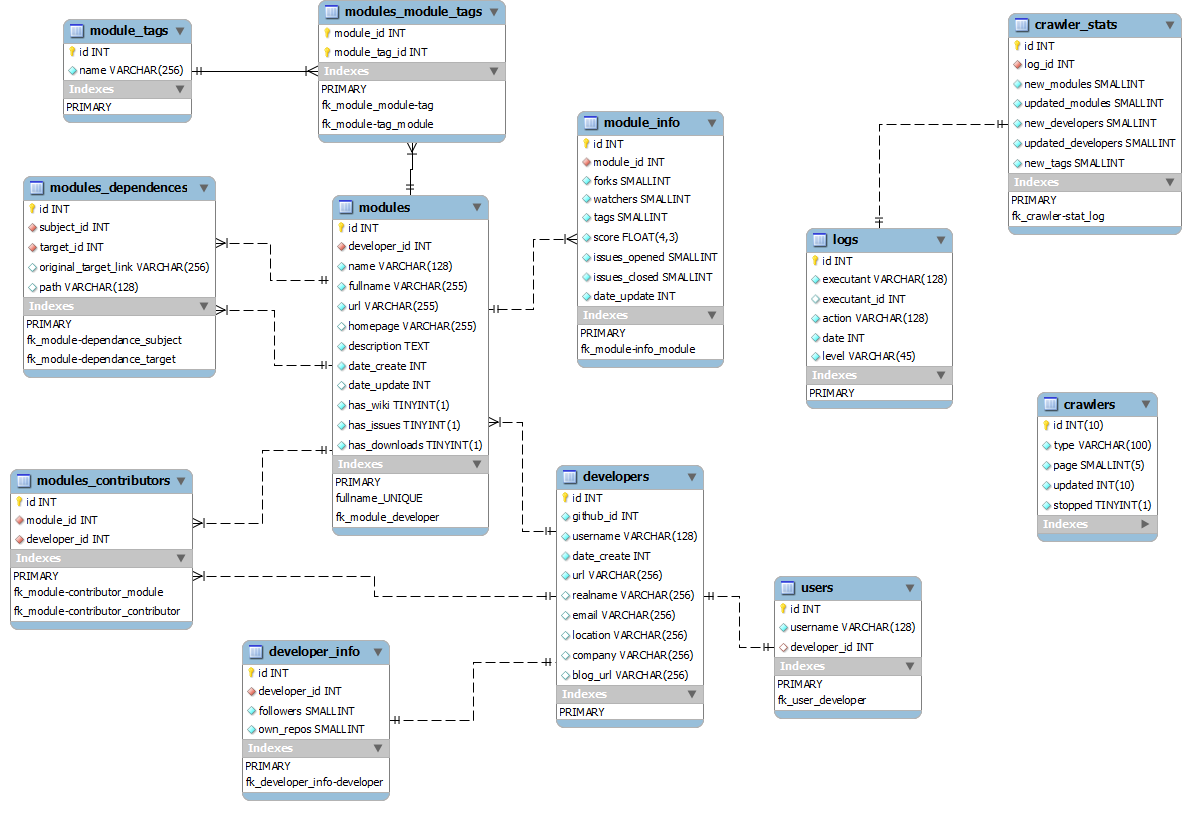 module_tags
id INT
name VARCHAR(256)
Indexes
PRIMARY
modules_module_tags
module_id INT
module_tag_id INT
Indexes
PRIMARY
fk_module_module-tag
fk_module-tag_module
crawler_stats
id INT
log_id INT
new_modules SMALLINT
updated_modules SMALLINT
new_developers SMALLINT
updated_developers SMALLINT
new_tags SMALLINT
Indexes
PRIMARY
fk_crawler-stat_log
module_info
id INT
module_id INT
forks SMALLINT
watchers SMALLINT
tags SMALLINT
score FLOAT(4,3)
issues_opened SMALLINT
issues_closed SMALLINT
date_update INT
Indexes
PRIMARY
fk_module-info_module
modules_dependences
id INT
subject_id INT
target_id INT
original_target_link VARCHAR(256)
path VARCHAR(128)
Indexes
PRIMARY
fk_module-dependance_subject
fk_module-dependance_target
modules
id INT
developer_id INT
name VARCHAR(128)
fullname VARCHAR(255)
url VARCHAR(255)
homepage VARCHAR(255)
description TEXT
date_create INT
date_update INT
has_wiki TINYINT(1)
has_issues TINYINT(1)
has_downloads TINYINT(1)
Indexes
PRIMARY
fullname_UNIQUE
fk_module_developer
logs
id INT
executant VARCHAR(128)
executant_id INT
action VARCHAR(128)
date INT
level VARCHAR(45)
Indexes
PRIMARY
crawlers
id INT(10)
type VARCHAR(100)
page SMALLINT(5)
updated INT(10)
stopped TINYINT(1)
Indexes
modules_contributors
id INT
module_id INT
developer_id INT
Indexes
PRIMARY
fk_module-contributor_module
fk_module-contributor_contributor
developers
id INT
github_id INT
username VARCHAR(128)
date_create INT
url VARCHAR(256)
realname VARCHAR(256)
email VARCHAR(256)
location VARCHAR(256)
company VARCHAR(256)
blog_url VARCHAR(256)
Indexes
PRIMARY
users
id INT
username VARCHAR(128)
developer_id INT
Indexes
PRIMARY
fk_user_developer
developer_info
id INT
developer_id INT
followers SMALLINT
own_repos SMALLINT
Indexes
PRIMARY
fk_developer_info-developer